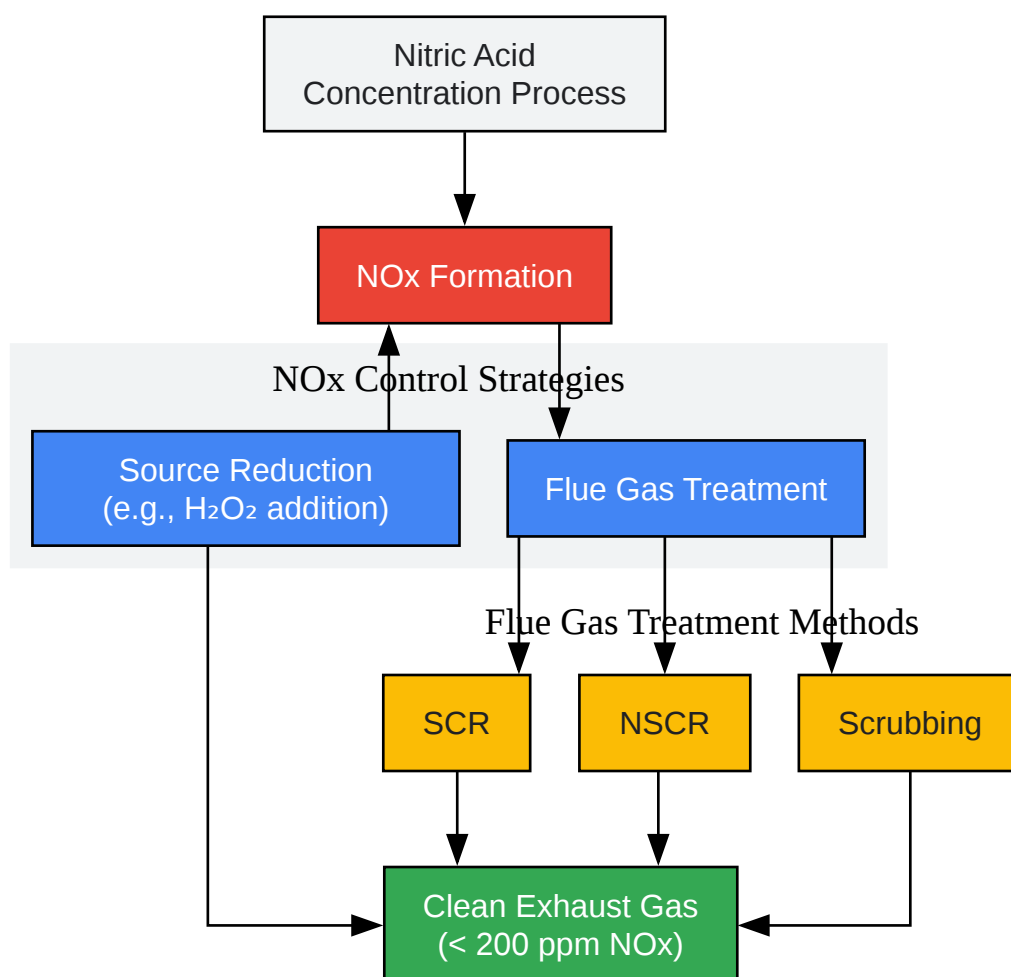 Nitric Acid
Concentration Process
NOx Formation
NOx Control Strategies
Source Reduction
(e.g., H₂O₂ addition)
Flue Gas Treatment
Flue Gas Treatment Methods
SCR
NSCR
Scrubbing
Clean Exhaust Gas
(< 200 ppm NOx)